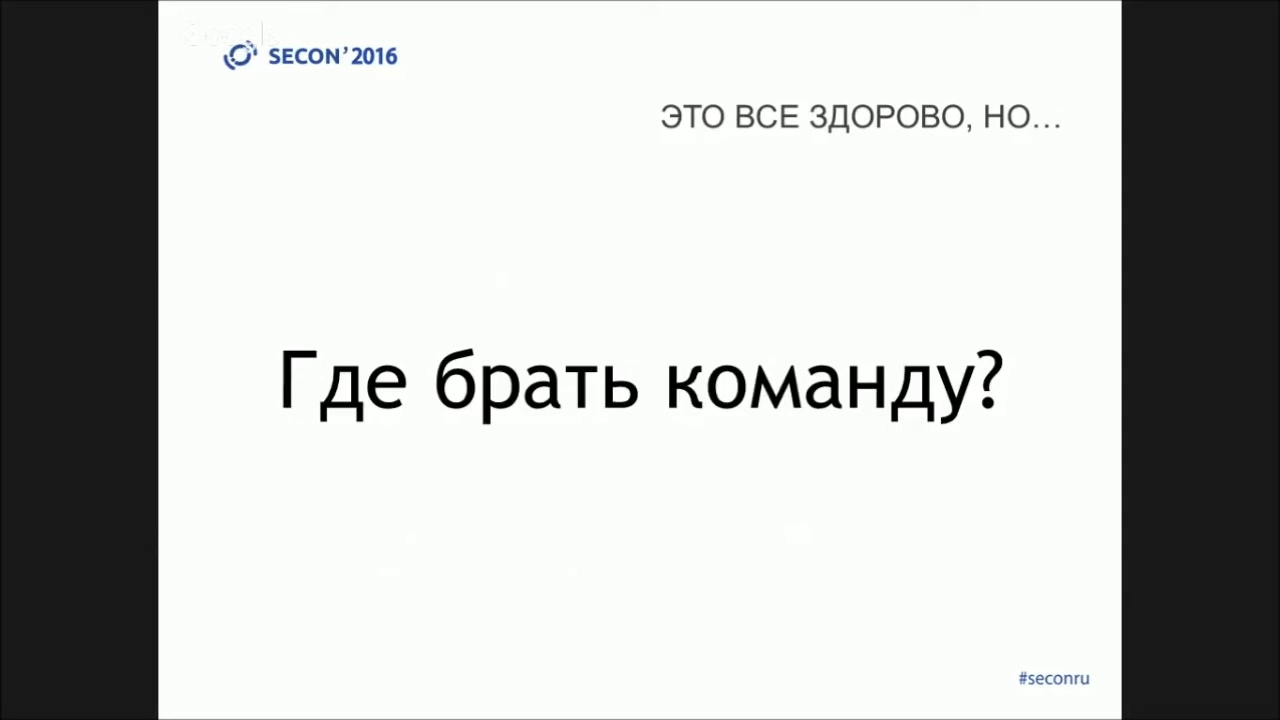 SECON’2016
ЭТО ВСЕ ЗДОРОВО, НО…
Где брать команду?
#seconru